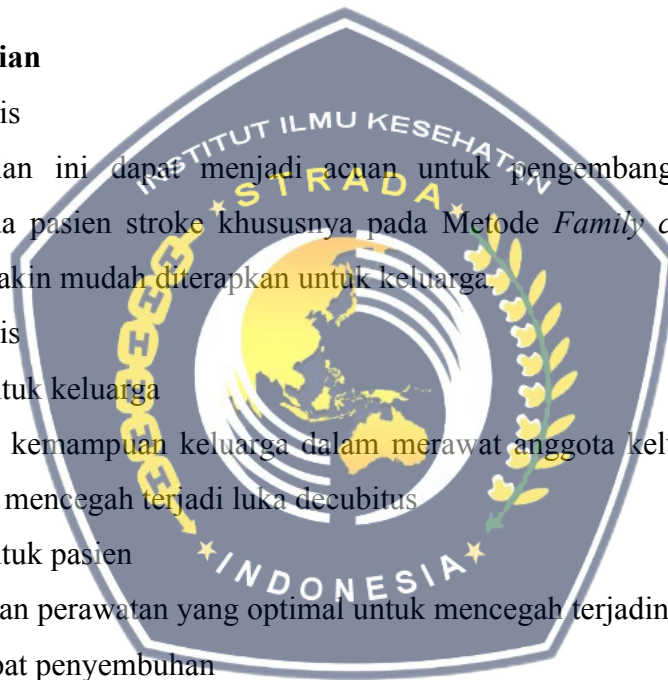 ian
is
ian ini dapat menjadi acuan untuk pengembang
a pasien stroke khususnya pada Metode Family c
akin mudah diterapkan untuk keluarga.
is
tuk keluarga
kemampuan keluarga dalam merawat anggota kel
mencegah terjadi luka decubitus
tuk pasien
an perawatan yang optimal untuk mencegah terjadin
pat penyembuhan
INSTITUT ILMU KESEHATAN
STRADA
INDONESIA